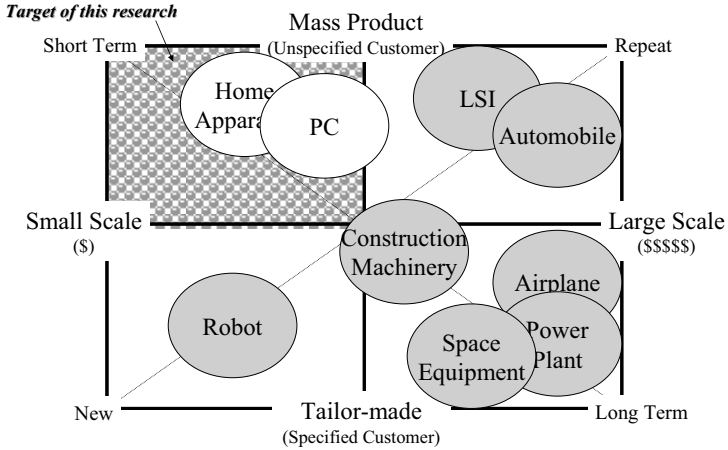 Target of this research
Mass Product
Short Term
(Unspecified Customer)
Repeat
Home
Appara
PC
LSI
Automobile
Small Scale
($)
Large Scale
($$$$$)
Construction
Machinery
Airplane
Robot
Power
Plant
Space
Equipment
New
Tailor-made
(Specified Customer)
Long Term